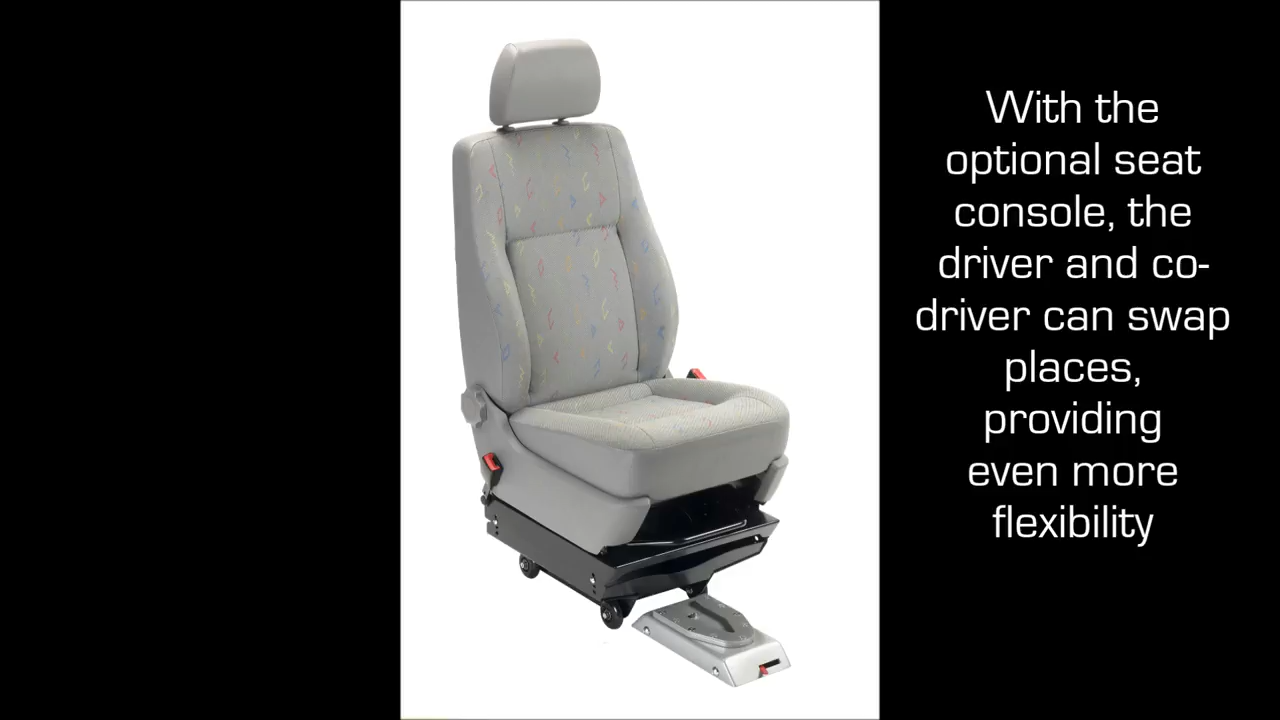 With the
optional seat
console, the
driver and co-
driver can swap
places,
providing
even more
flexibility